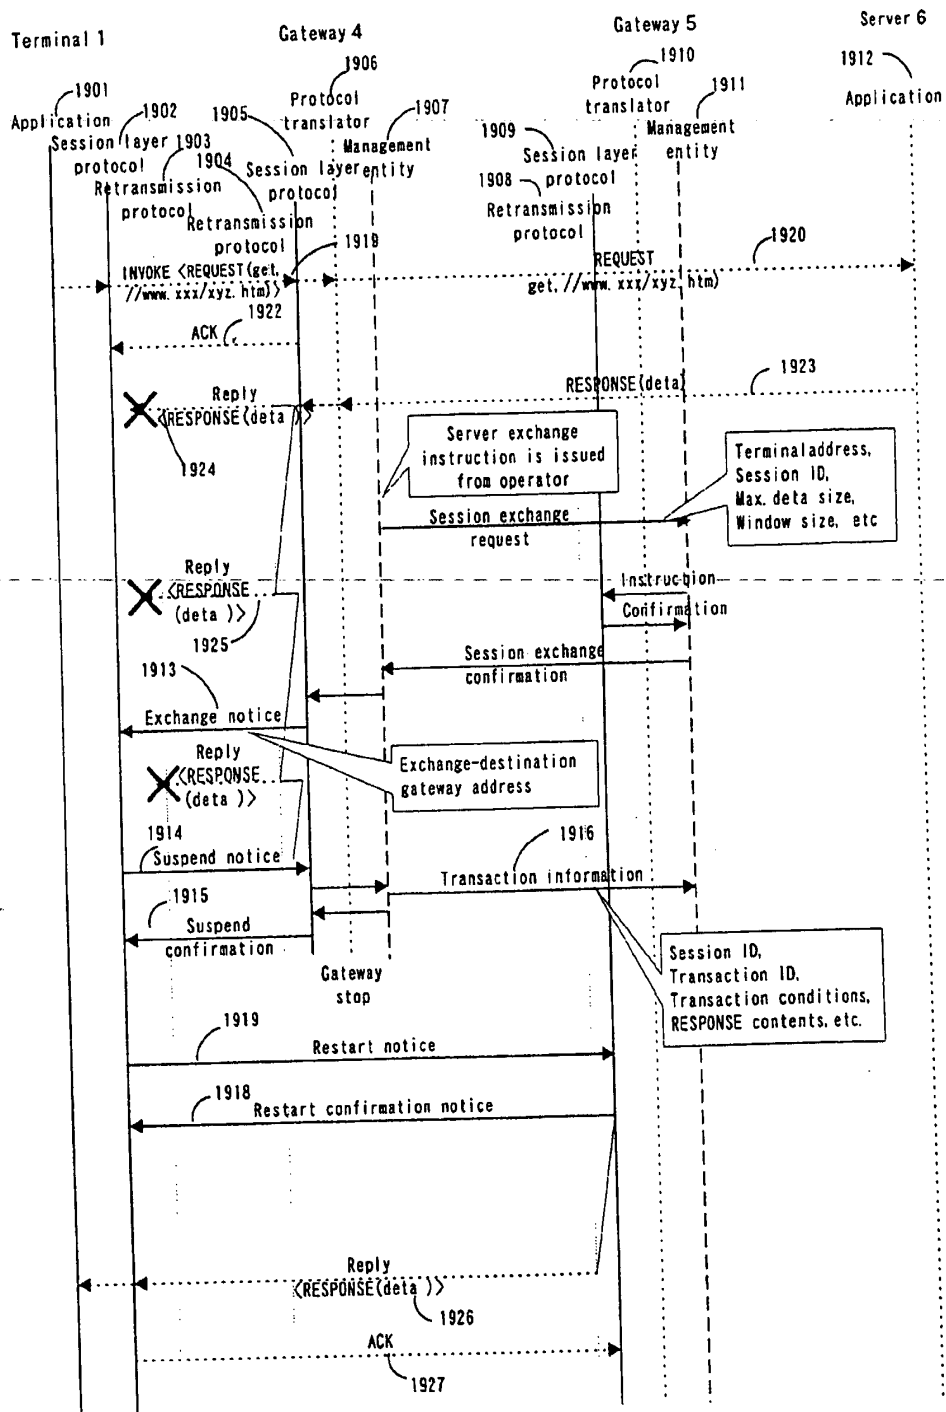 Terminal 1
Gateway 4
Gateway 5
Server 6
1901
Application
1902
Session layer
protocol
1903
Retransmission
protocol
1904
Retransmission
protocol
1905
Session layer
protocol
1906
Protocol
translator
1907
Management
entity
1908
Retransmission
protocol
1909
Session layer
protocol
1910
Protocol
translator
1911
Management
entity
1912
Application
INVOKE <REQUEST(get,
//www.xxx/xyz.htm)>
1919
REQUEST
get,//www.xxx/xyz.htm)
1920
ACK
1922
RESPONSE(deta)
1923
Reply
<RESPONSE(deta )>
1924
Server exchange
instruction is issued
from operator
Session exchange
request
Terminaladdress,
Session ID,
Max. deta size,
Window size, etc
Reply
<RESPONSE
(deta )>
1925
Instruction
Confirmation
Session exchange
confirmation
1913
Exchange notice
Exchange-destination
gateway address
Reply
<RESPONSE
(deta )>
1914
Suspend notice
1916
Transaction information
1915
Suspend
confirmation
Gateway
stop
Session ID,
Transaction ID,
Transaction conditions,
RESPONSE contents, etc.
1919
Restart notice
1918
Restart confirmation notice
Reply
<RESPONSE(deta )>
1926
ACK
1927